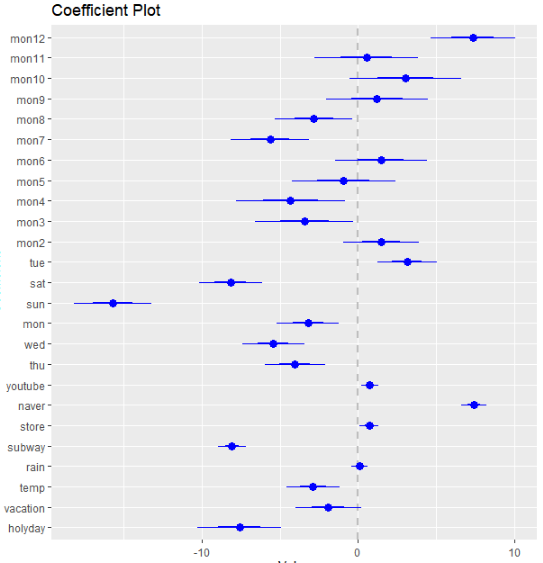 Coefficient Plot
mon12
mon11
mon10
mon9
mon8
mon7
mon6
mon5
mon4
mon3
mon2
tue
sat
sun
mon
wed
thu
youtube
naver
store
subway
rain
temp
vacation
holyday
-10 0 10